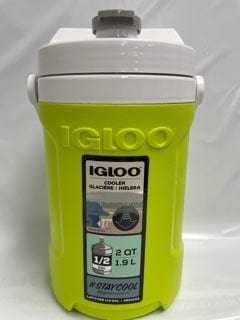 IGLOO
IGLOO
COOLER
GLACIÈRE | HIELERA
1/2
2 QT
1.9 L
#STAYCOOL